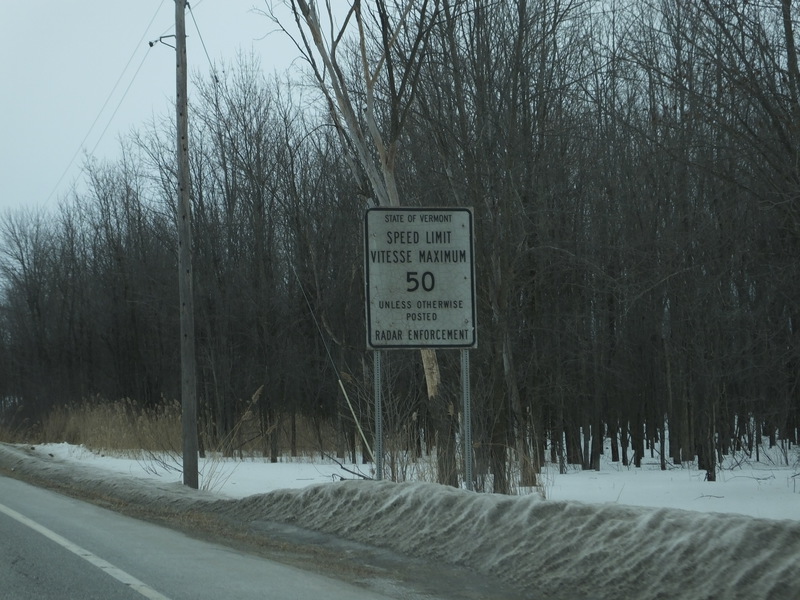 STATE OF VERMONT
SPEED LIMIT
VITESSE MAXIMUM
50
UNLESS OTHERWISE
POSTED
RADAR ENFORCEMENT